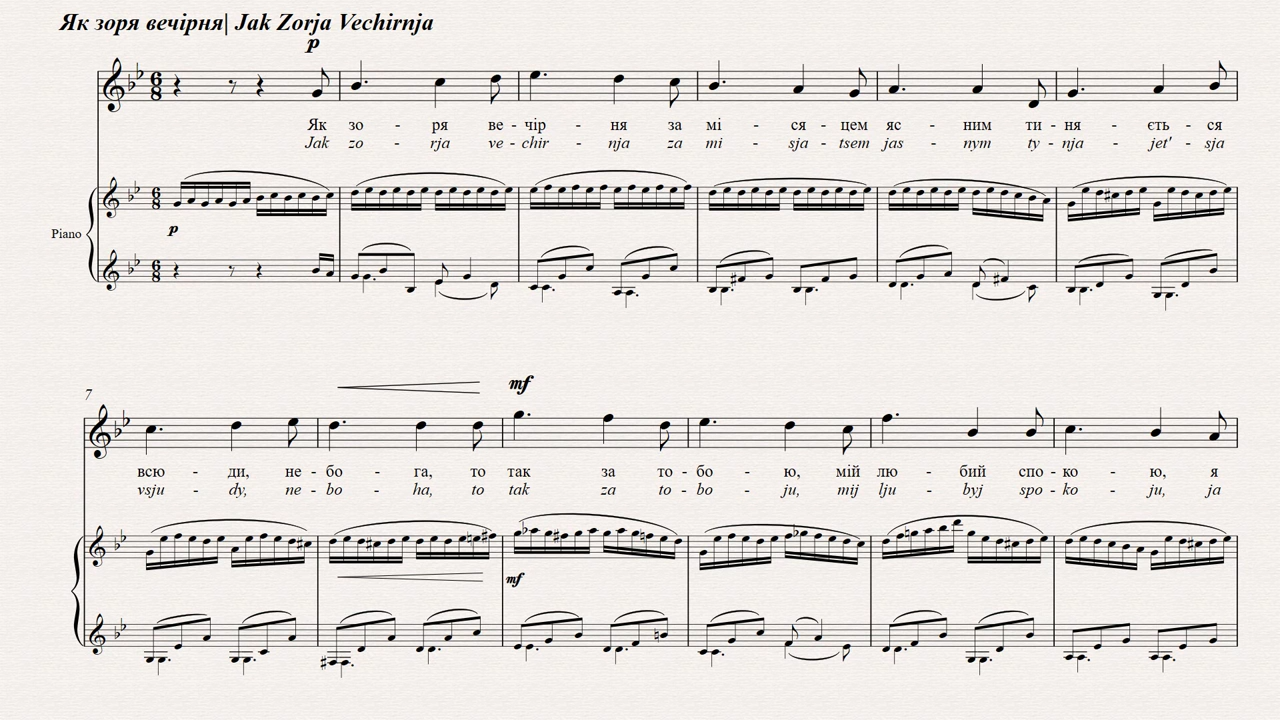 Як зоря вечірня| Jak Zorja Vechirnja
p
Як зо - ря ве - чір - ня за мі - ся - цем яс - ним ти - ня - єть - ся
Jak zo - rja ve - chir - nja za mi - sja - tsem jas - nym ty - nja - jet' - sja
Piano
p
7
mf
всю - ди, не - бо - га, то так за то - бо - ю, мій лю - бий спо - ко - ю, я
vsju - dy, ne - bo - ha, to tak za to - bo - ju, mij lju - byj spo - ko - ju, ja
mf